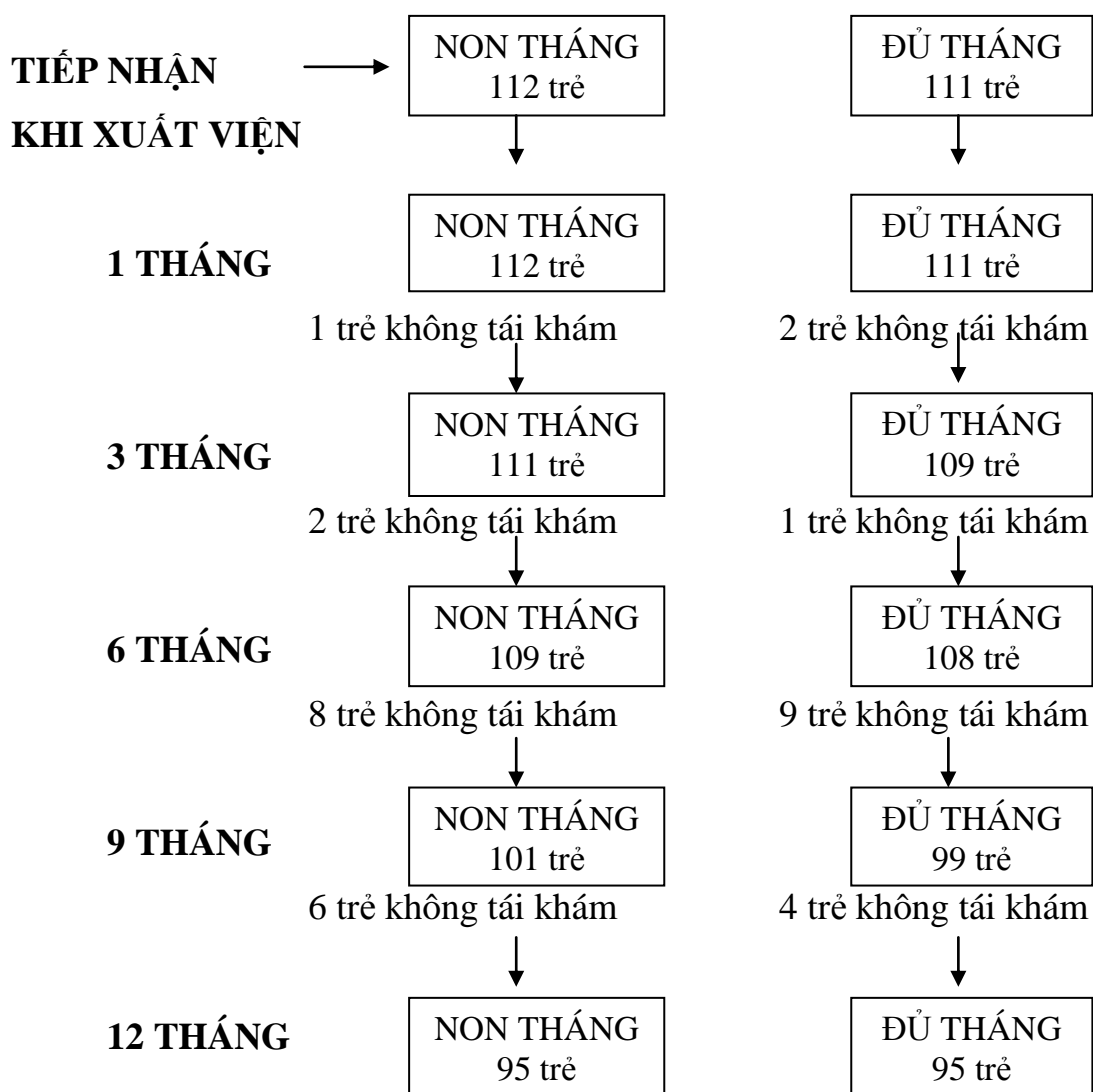 TIẾP NHẬN
KHI XUẤT VIỆN
NON THÁNG
112 trẻ
ĐỦ THÁNG
111 trẻ
1 THÁNG
NON THÁNG
112 trẻ
ĐỦ THÁNG
111 trẻ
1 trẻ không tái khám
2 trẻ không tái khám
3 THÁNG
NON THÁNG
111 trẻ
ĐỦ THÁNG
109 trẻ
2 trẻ không tái khám
1 trẻ không tái khám
6 THÁNG
NON THÁNG
109 trẻ
ĐỦ THÁNG
108 trẻ
8 trẻ không tái khám
9 trẻ không tái khám
9 THÁNG
NON THÁNG
101 trẻ
ĐỦ THÁNG
99 trẻ
6 trẻ không tái khám
4 trẻ không tái khám
12 THÁNG
NON THÁNG
95 trẻ
ĐỦ THÁNG
95 trẻ